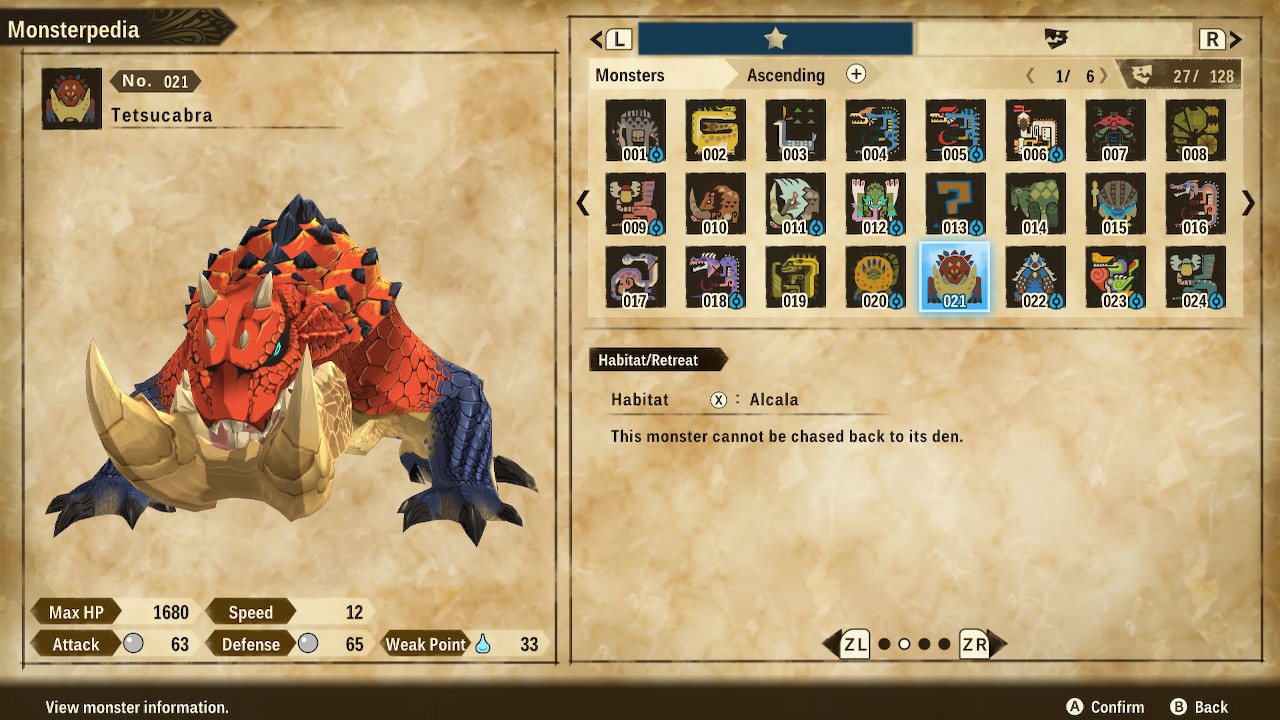 Monsterpedia
No. 021
Tetsucabra
Max HP 1680 Speed 12
Attack 63 Defense 65 Weak Point 33
L R
Monsters Ascending 1/ 6 27/ 128
001 002 003 004 005 006 007 008
009 010 011 012 013 014 015 016
017 018 019 020 021 022 023 024
Habitat/Retreat
Habitat X : Alcala
This monster cannot be chased back to its den.
ZL ZR
View monster information.
A Confirm B Back